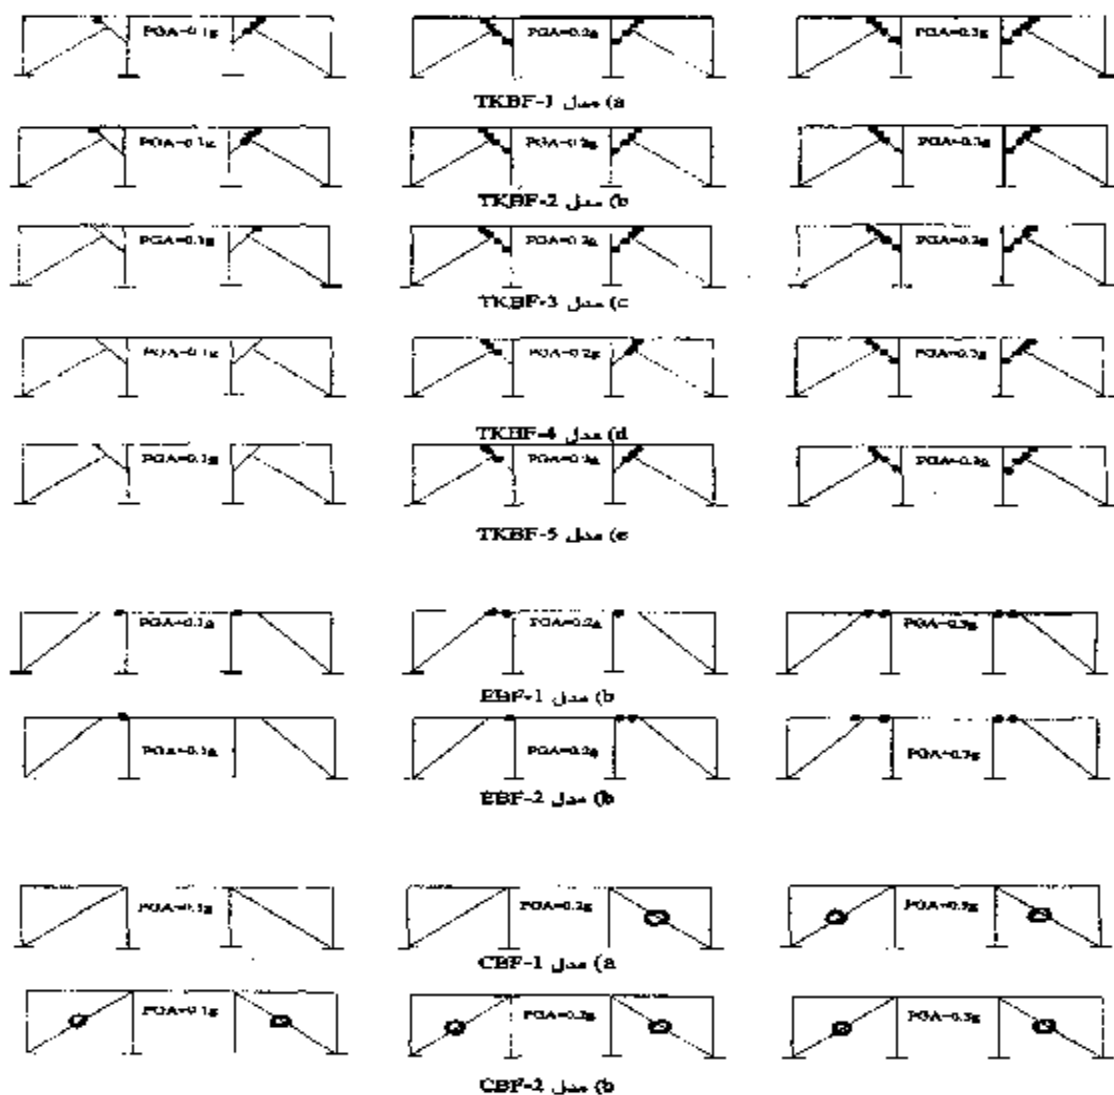 PGA=0.1g PGA=0.2g PGA=0.3g
a) مدل TKBF-1
PGA=0.1g PGA=0.2g PGA=0.3g
b) مدل TKBF-2
PGA=0.1g PGA=0.2g PGA=0.3g
c) مدل TKBF-3
PGA=0.1g PGA=0.2g PGA=0.3g
d) مدل TKBF-4
PGA=0.1g PGA=0.2g PGA=0.3g
e) مدل TKBF-5
PGA=0.1g PGA=0.2g PGA=0.3g
b) مدل EBF-1
PGA=0.1g PGA=0.2g PGA=0.3g
b) مدل EBF-2
PGA=0.1g PGA=0.2g PGA=0.3g
a) مدل CBF-1
PGA=0.1g PGA=0.2g PGA=0.3g
b) مدل CBF-2